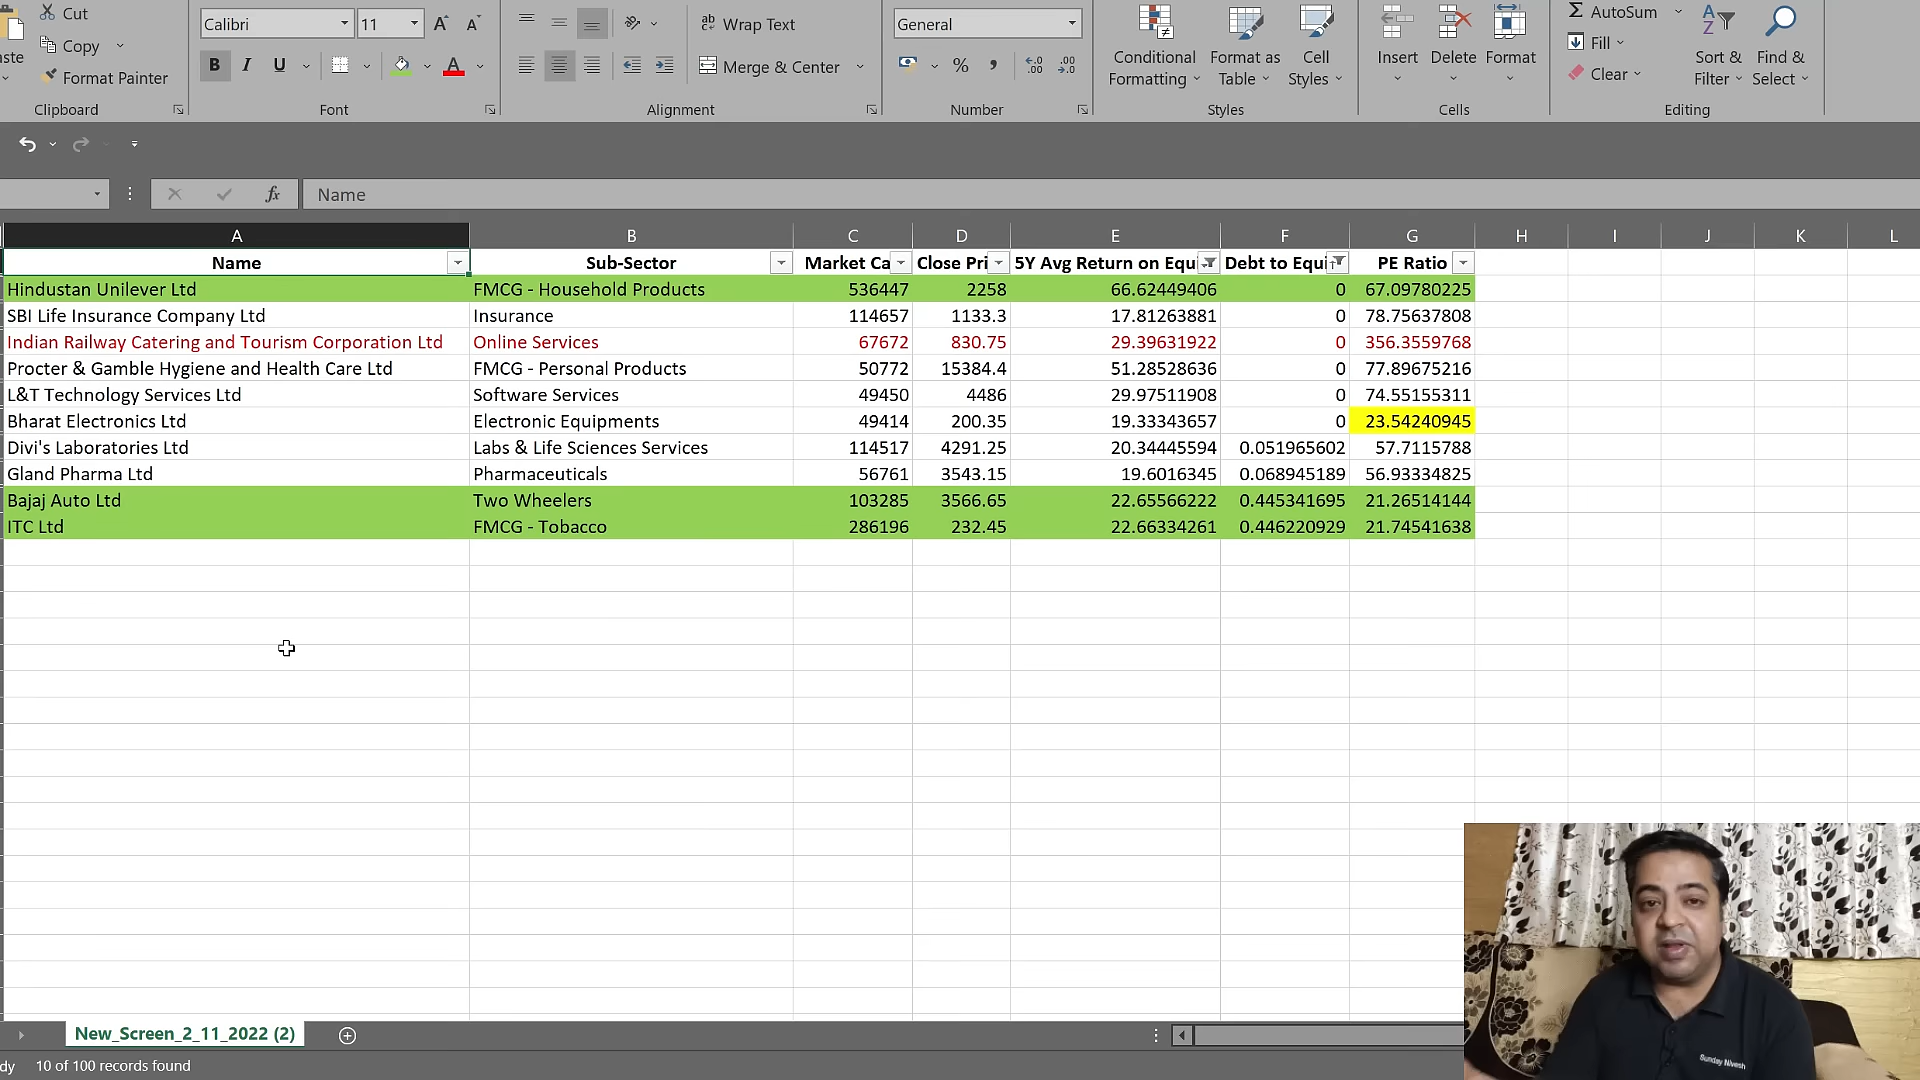 Cut
Calibri
11
Wrap Text
General
AutoSum
aste
Copy
B I U
A
Merge & Center
%
Conditional Formatting
Format as Table
Cell Styles
Insert
Delete
Format
Fill
Sort & Filter
Find & Select
Format Painter
Clear
Clipboard
Font
Alignment
Number
Styles
Cells
Editing
fx
Name
A B C D E F G H I J K L
Name Sub-Sector Market Ca Close Pri 5Y Avg Return on Equi Debt to Equi PE Ratio
Hindustan Unilever Ltd FMCG - Household Products 536447 2258 66.62449406 0 67.09780225
SBI Life Insurance Company Ltd Insurance 114657 1133.3 17.81263881 0 78.75637808
Indian Railway Catering and Tourism Corporation Ltd Online Services 67672 830.75 29.39631922 0 356.3559768
Procter & Gamble Hygiene and Health Care Ltd FMCG - Personal Products 50772 15384.4 51.28528636 0 77.89675216
L&T Technology Services Ltd Software Services 49450 4486 29.97511908 0 74.55155311
Bharat Electronics Ltd Electronic Equipments 49414 200.35 19.33343657 0 23.54240945
Divi's Laboratories Ltd Labs & Life Sciences Services 114517 4291.25 20.34445594 0.051965602 57.7115788
Gland Pharma Ltd Pharmaceuticals 56761 3543.15 19.6016345 0.068945189 56.93334825
Bajaj Auto Ltd Two Wheelers 103285 3566.65 22.65566222 0.445341695 21.26514144
ITC Ltd FMCG - Tobacco 286196 232.45 22.66334261 0.446220929 21.74541638
New_Screen_2_11_2022 (2)
dy 10 of 100 records found
Sunday Nivesh